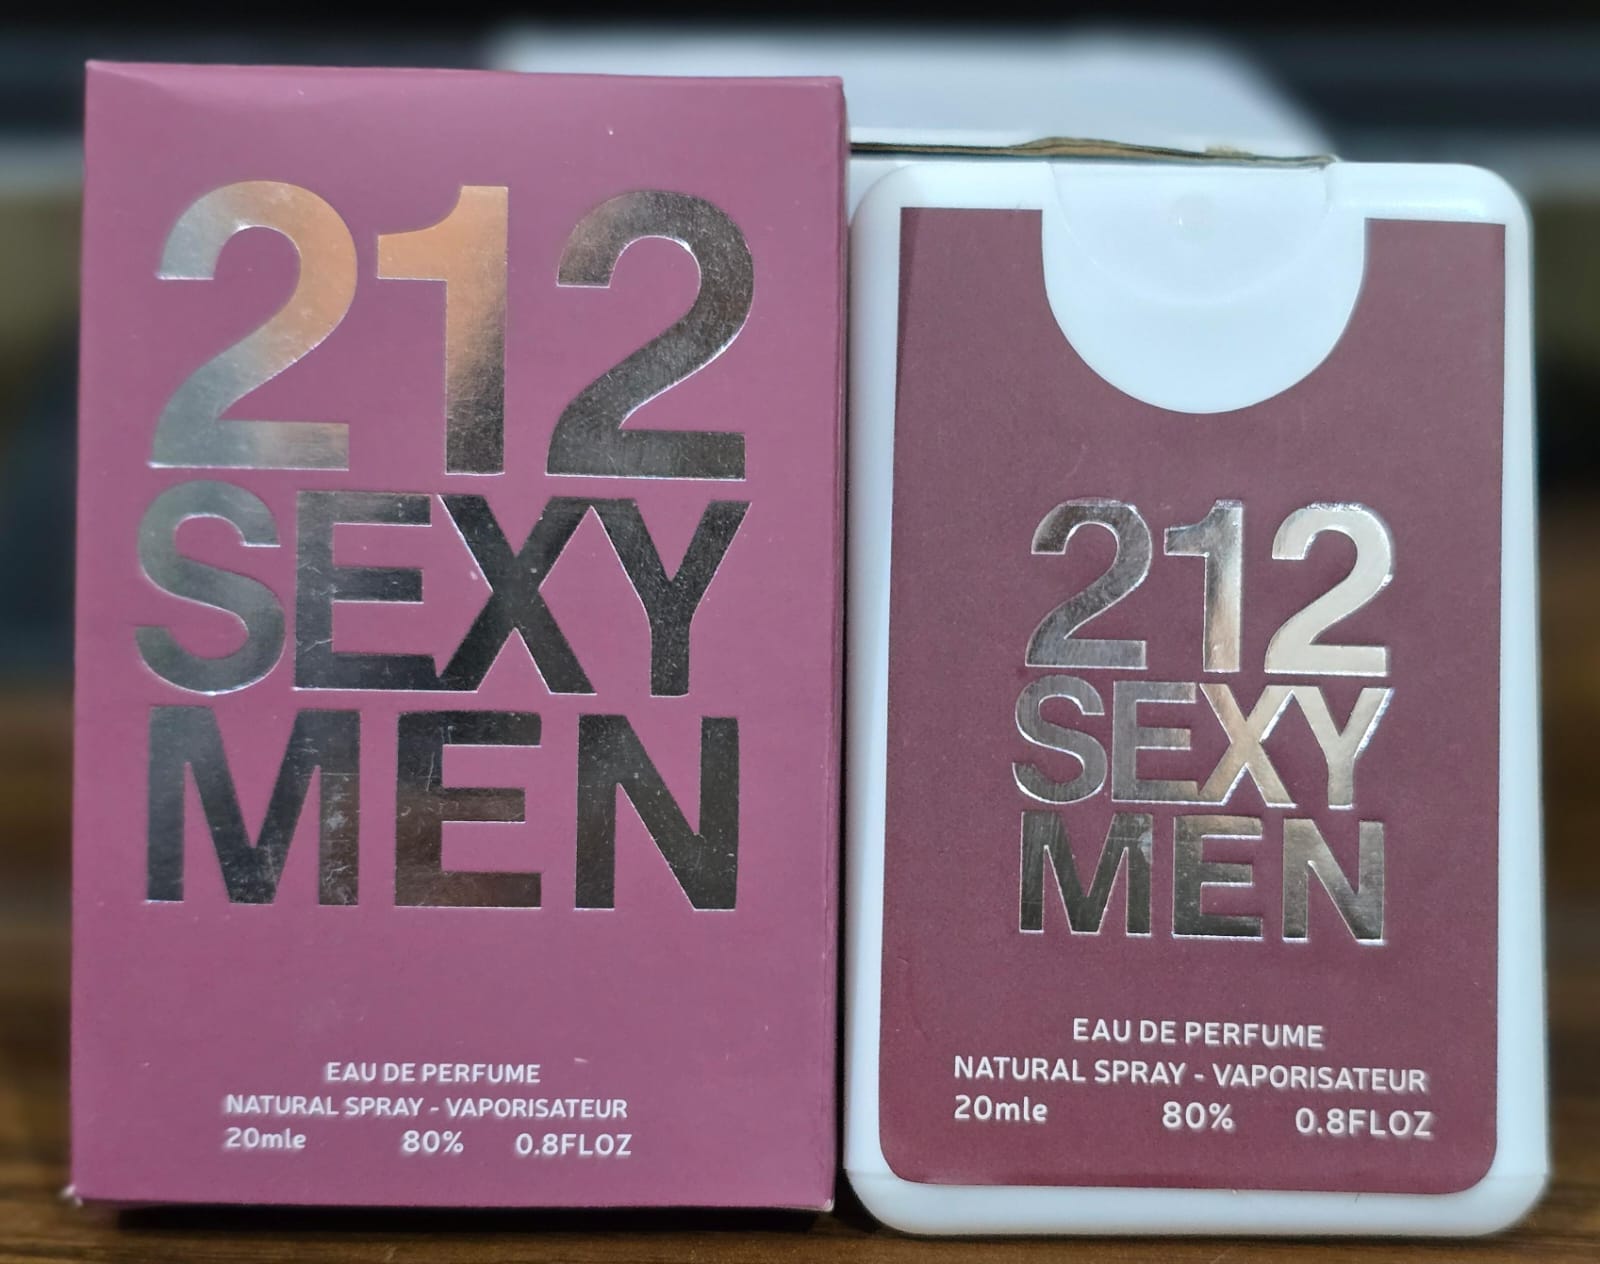 212
SEXY
MEN
EAU DE PERFUME
NATURAL SPRAY - VAPORISATEUR
20mle 80% 0.8FLOZ
212
SEXY
MEN
EAU DE PERFUME
NATURAL SPRAY - VAPORISATEUR
20mle 80% 0.8FLOZ